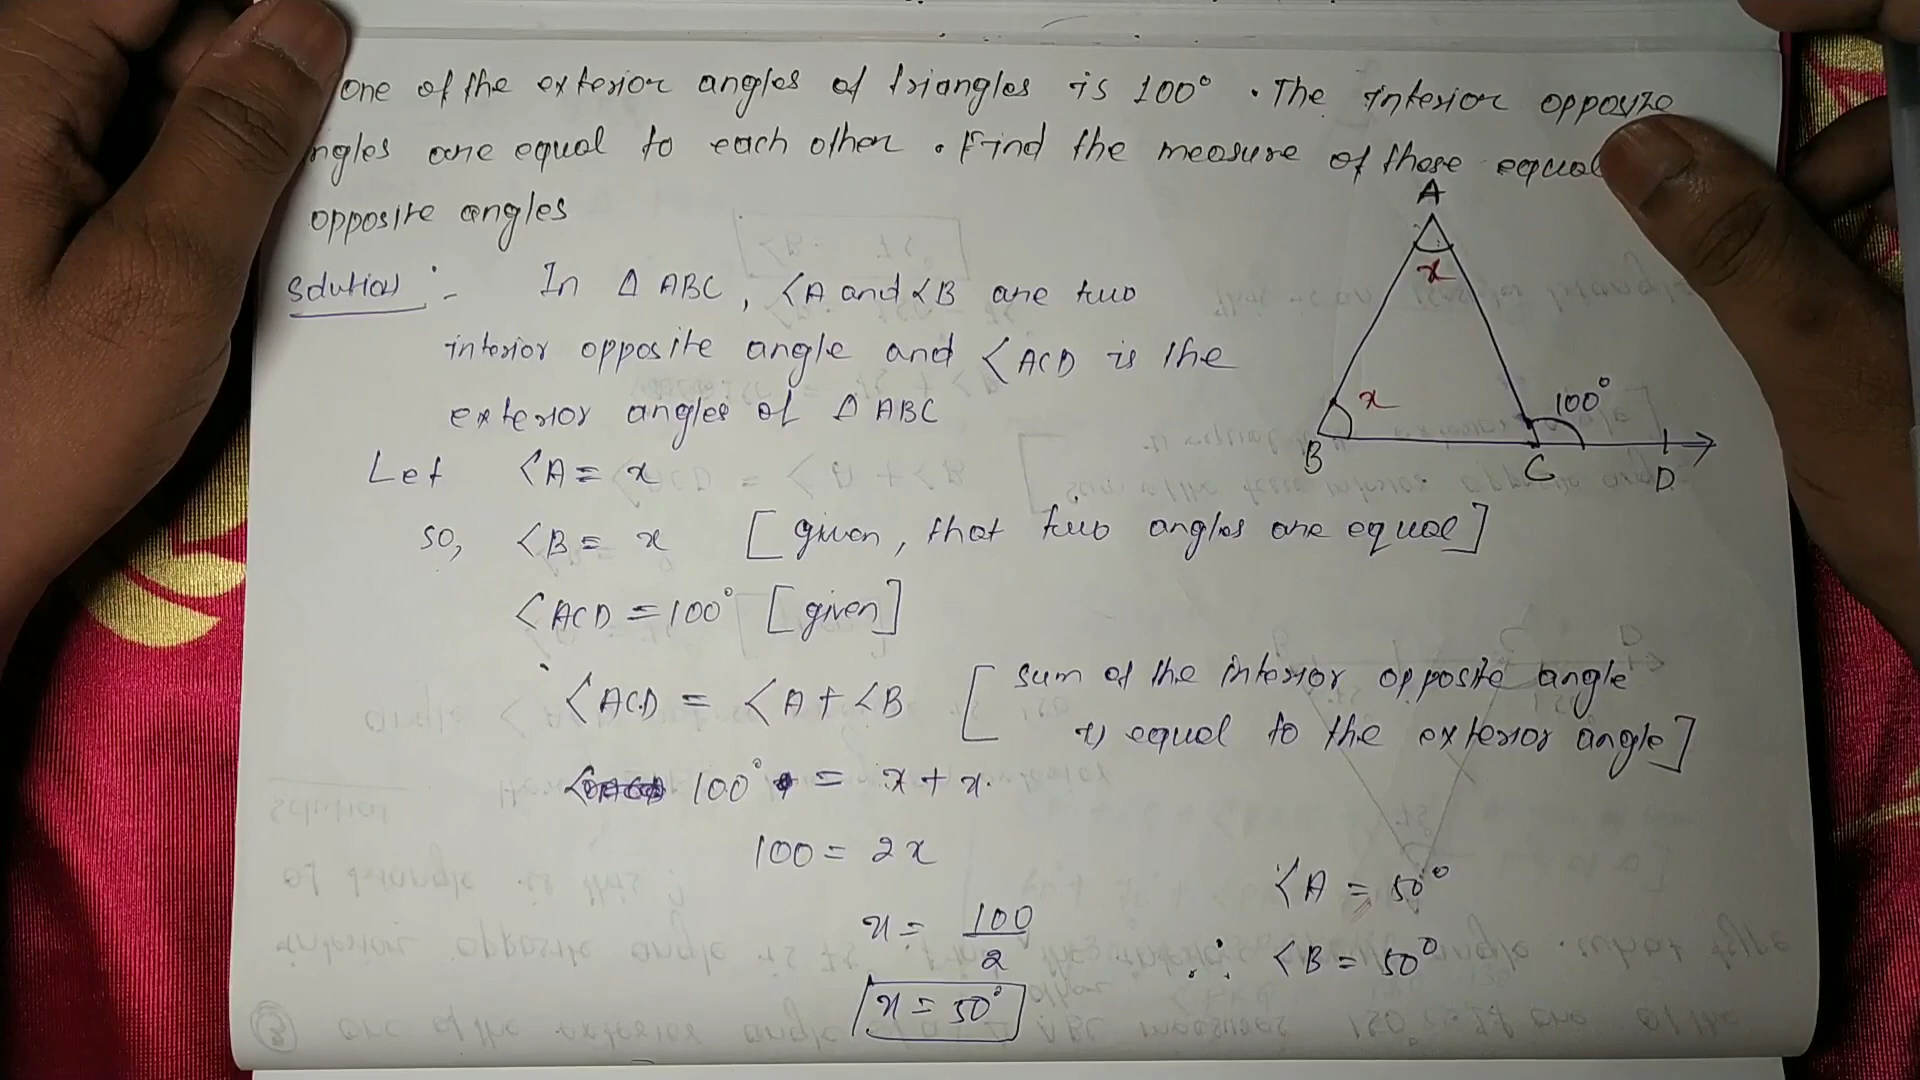 one of the exterior angles of triangles is 100° . The interior opposite
ngles are equal to each other . Find the measure of those equal
opposite angles
Solution :-
In Δ ABC, ∠A and ∠B are two
interior opposite angle and ∠ACD is the
exterior angles of Δ ABC
Let ∠A = x
so, ∠B = x [given, that two angles are equal]
∠ACD = 100° [given]
∠ACD = ∠A + ∠B [sum of the interior opposite angle
is equal to the exterior angle]
100° = x + x.
100 = 2x
x = 100/2
x = 50°
∠A = 50°
∴ ∠B = 50°
A
x
x
100°
B
C
D